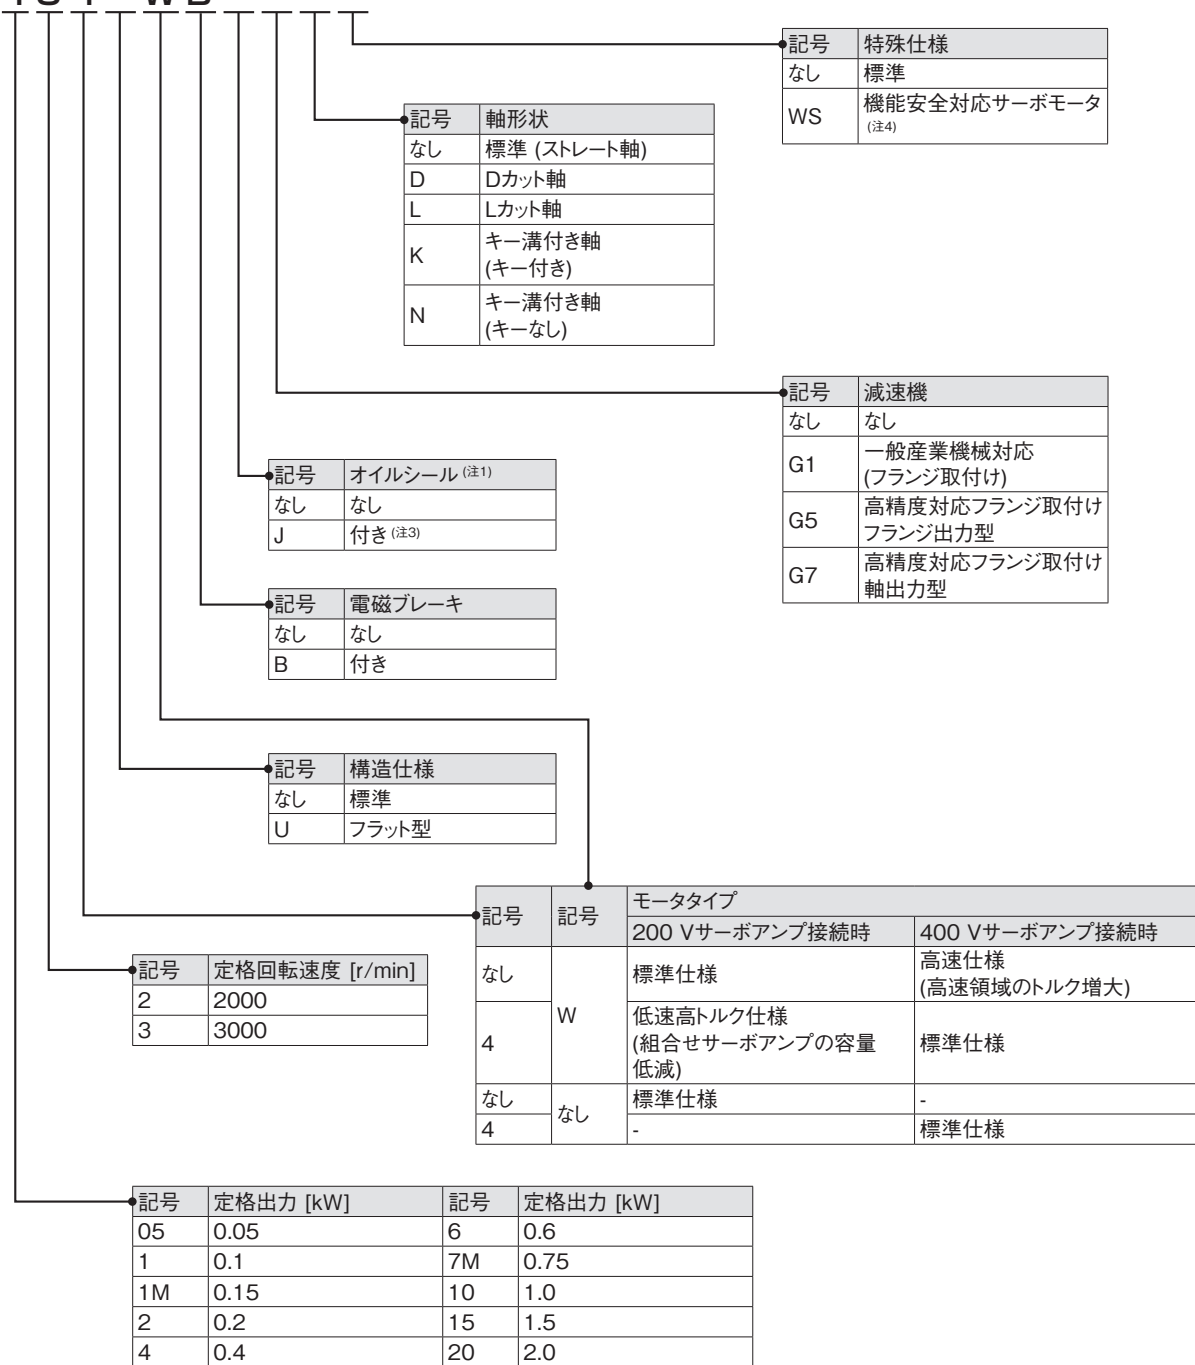 記号 特殊仕様
なし 標準
WS 機能安全対応サーボモータ
(注4)
記号 軸形状
なし 標準 (ストレート軸)
D Dカット軸
L Lカット軸
K キー溝付き軸
(キー付き)
N キー溝付き軸
(キーなし)
記号 減速機
なし なし
G1 一般産業機械対応
(フランジ取付け)
G5 高精度対応フランジ取付け
フランジ出力型
G7 高精度対応フランジ取付け
軸出力型
記号 オイルシール (注1)
なし なし
J 付き (注3)
記号 電磁ブレーキ
なし なし
B 付き
記号 構造仕様
なし 標準
U フラット型
記号 記号 モータタイプ
200 Vサーボアンプ接続時 400 Vサーボアンプ接続時
なし W 標準仕様 高速仕様
(高速領域のトルク増大)
4 低速高トルク仕様
(組合せサーボアンプの容量
低減) 標準仕様
なし なし 標準仕様 -
4 - 標準仕様
記号 定格回転速度 [r/min]
2 2000
3 3000
記号 定格出力 [kW] 記号 定格出力 [kW]
05 0.05 6 0.6
1 0.1 7M 0.75
1M 0.15 10 1.0
2 0.2 15 1.5
4 0.4 20 2.0